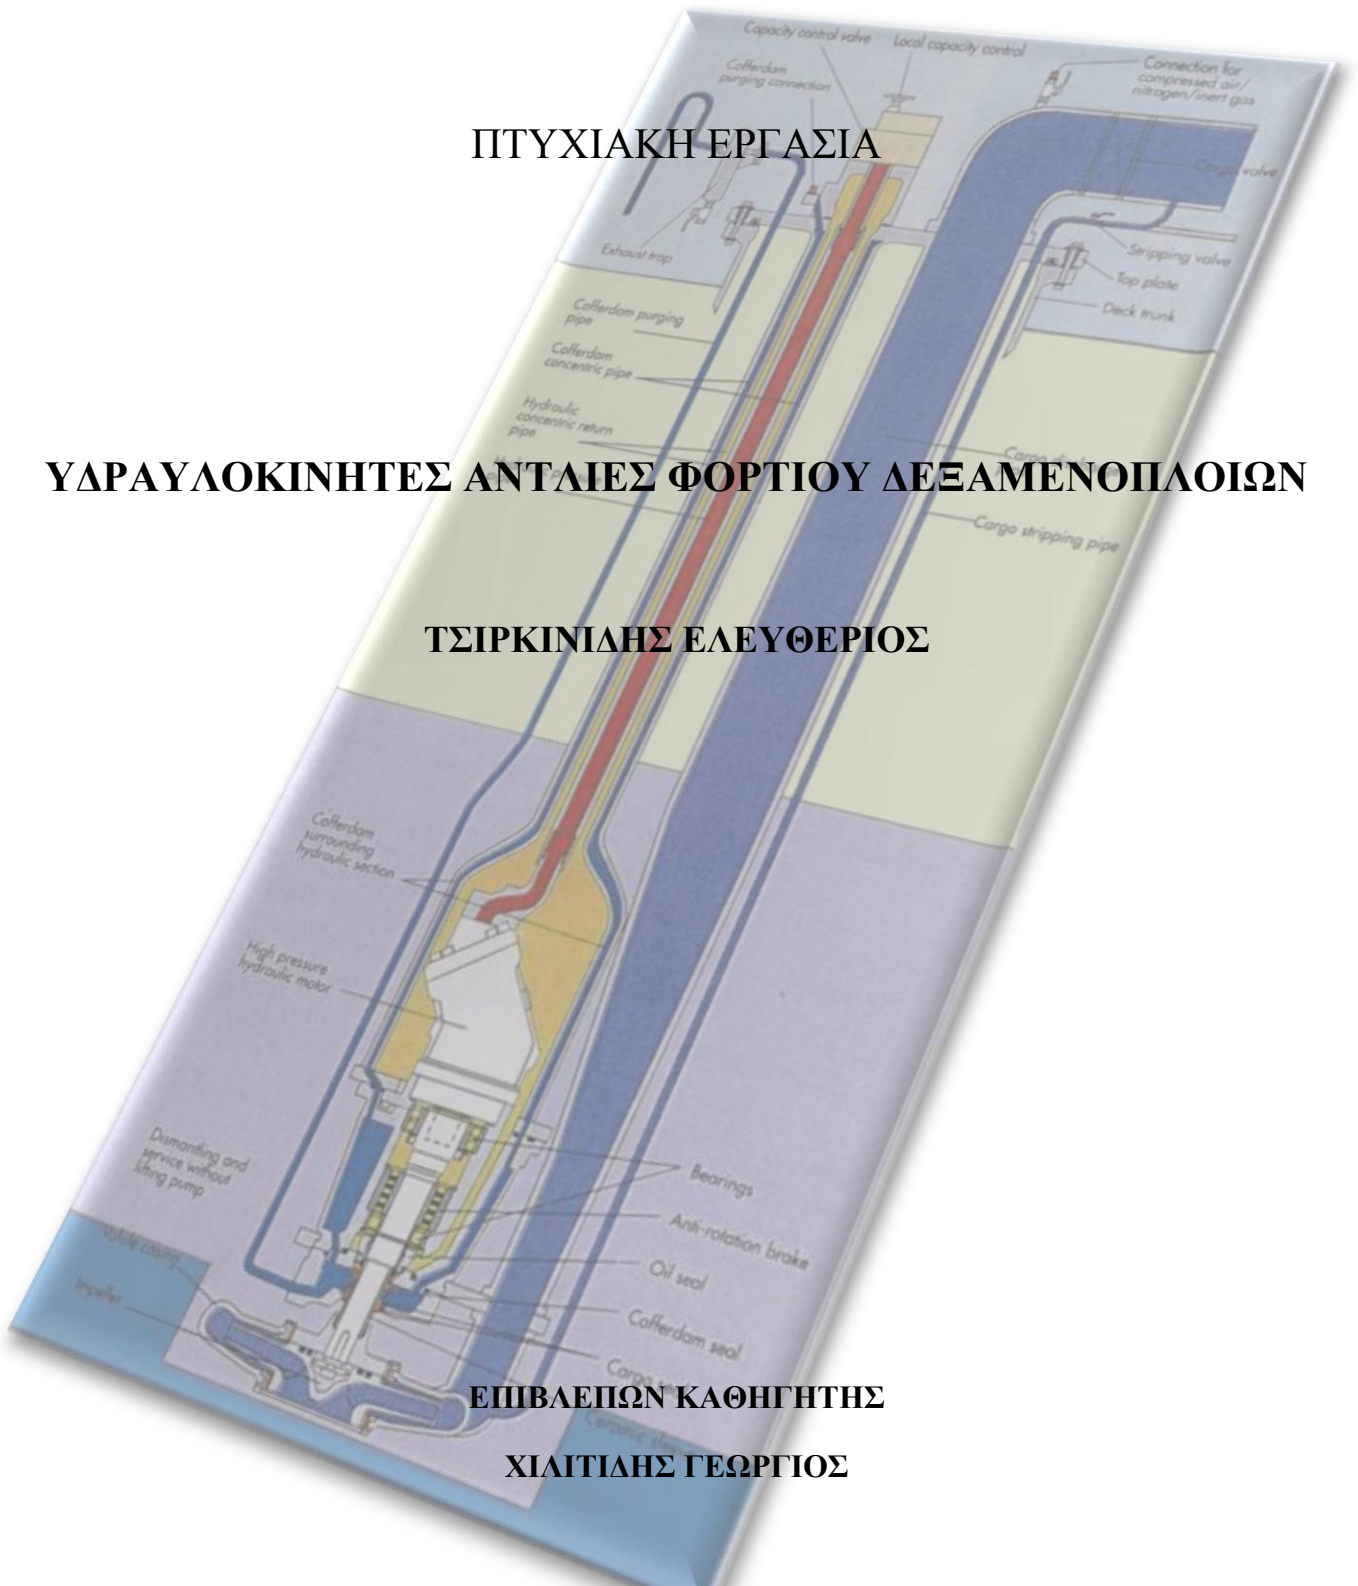 Capacity control valve
Local capacity control
Connection for
compressed air/
nitrogen/inert gas
Cofferdam
purging connection
ΠΤΥΧΙΑΚΗ ΕΡΓΑΣΙΑ
Cargo valve
Exhaust trap
Stripping valve
Top plate
Deck trunk
Cofferdam purging
pipe
Cofferdam
concentric pipe
Hydraulic
concentric return
pipe
ΥΔΡΑΥΛΟΚΙΝΗΤΕΣ ΑΝΤΛΙΕΣ ΦΟΡΤΙΟΥ ΔΕΞΑΜΕΝΟΠΛΟΙΩΝ
Cargo stripping pipe
ΤΣΙΡΚΙΝΙΔΗΣ ΕΛΕΥΘΕΡΙΟΣ
Cofferdam
surrounding
hydraulic section
High pressure
hydraulic motor
Dismantling and
service without
lifting pump
Bearings
Anti-rotation brake
Oil seal
Volute casing
Impeller
Cofferdam seal
Cargo seal
ΕΠΙΒΛΕΠΩΝ ΚΑΘΗΓΗΤΗΣ
Ceramic sleeve
ΧΙΛΙΤΙΔΗΣ ΓΕΩΡΓΙΟΣ